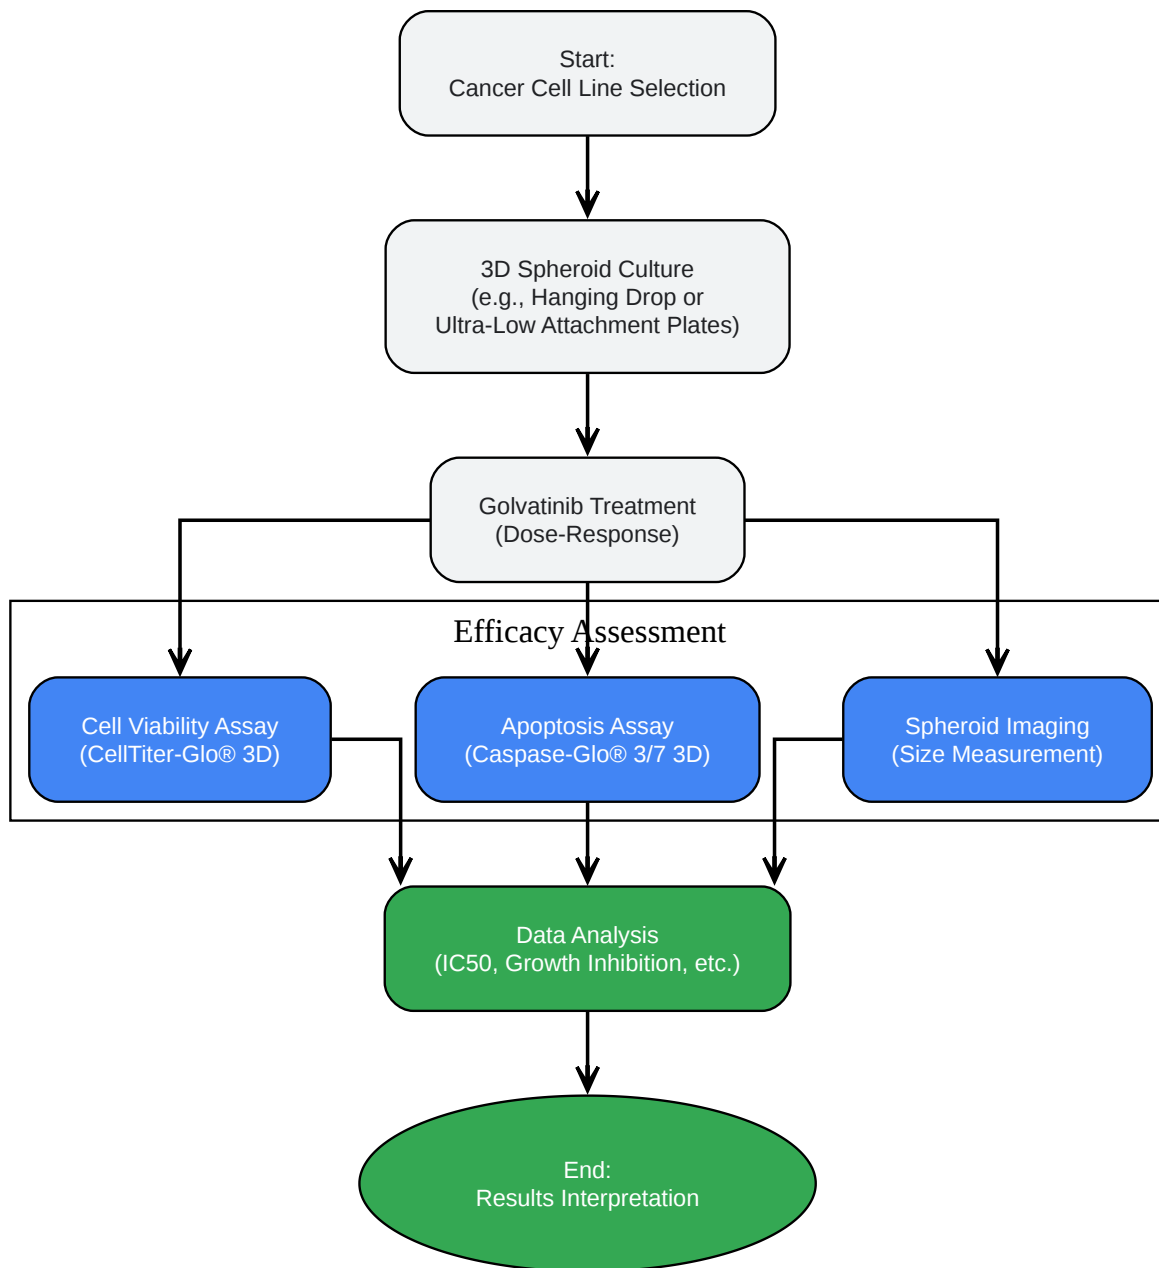 Start:
Cancer Cell Line Selection
3D Spheroid Culture
(e.g., Hanging Drop or
Ultra-Low Attachment Plates)
Golvatinib Treatment
(Dose-Response)
Efficacy Assessment
Cell Viability Assay
(CellTiter-Glo® 3D)
Apoptosis Assay
(Caspase-Glo® 3/7 3D)
Spheroid Imaging
(Size Measurement)
Data Analysis
(IC50, Growth Inhibition, etc.)
End:
Results Interpretation